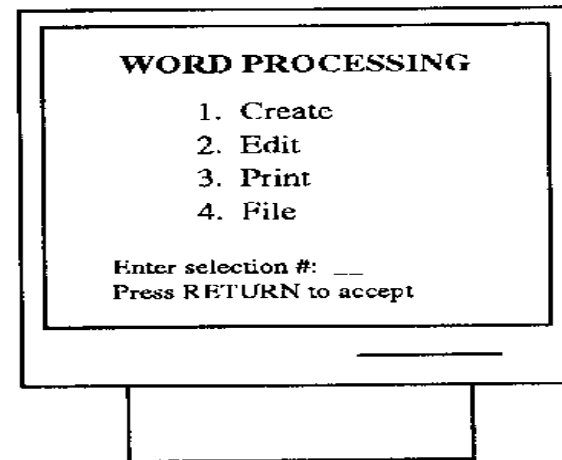 WORD PROCESSING
1. Create
2. Edit
3. Print
4. File
Enter selection #: __
Press RETURN to accept